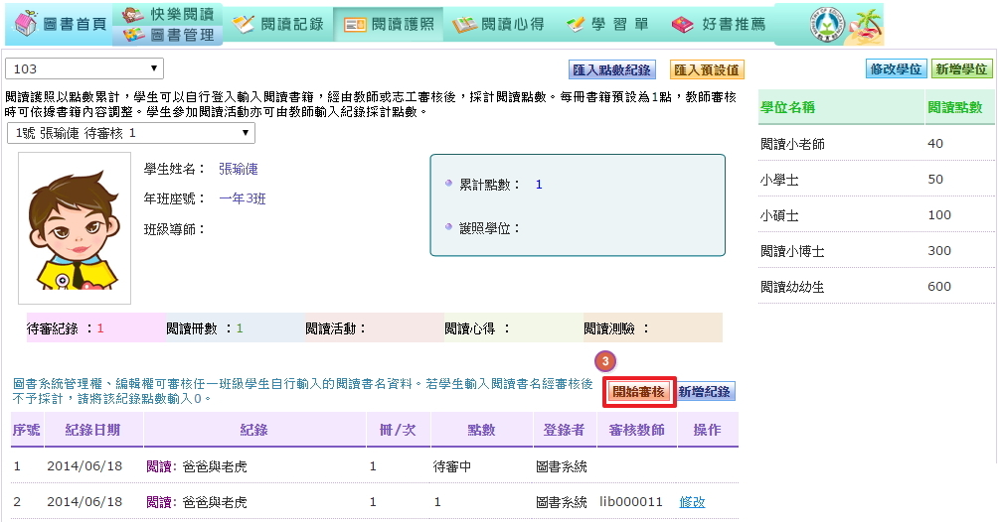 圖書首頁
快樂閱讀
圖書管理
閱讀記錄
閱讀護照
閱讀心得
學習單
好書推薦
103
匯入點數紀錄
匯入預設值
修改學位
新增學位
閱讀護照以點數累計，學生可以自行登入輸入閱讀書籍，經由教師或志工審核後，採計閱讀點數。每冊書籍預設為1點，教師審核
時可依據書籍內容調整。學生參加閱讀活動亦可由教師輸入紀錄採計點數。
1號 張瑜倢 待審核 1
學生姓名： 張瑜倢
年班座號： 一年3班
班級導師：
累計點數： 1
護照學位：
學位名稱 閱讀點數
閱讀小老師 40
小學士 50
小碩士 100
閱讀小博士 300
閱讀幼幼生 600
待審紀錄 ：1
閱讀冊數 ：1
閱讀活動：
閱讀心得 ：
閱讀測驗 ：
3
圖書系統管理權、編輯權可審核任一班級學生自行輸入的閱讀書名資料。若學生輸入閱讀書名經審核後
不予採計，請將該紀錄點數輸入0。
開始審核
新增紀錄
序號 紀錄日期 紀錄 冊/次 點數 登錄者 審核教師 操作
1 2014/06/18 閱讀: 爸爸與老虎 1 待審中 圖書系統
2 2014/06/18 閱讀: 爸爸與老虎 1 1 圖書系統 lib000011 修改